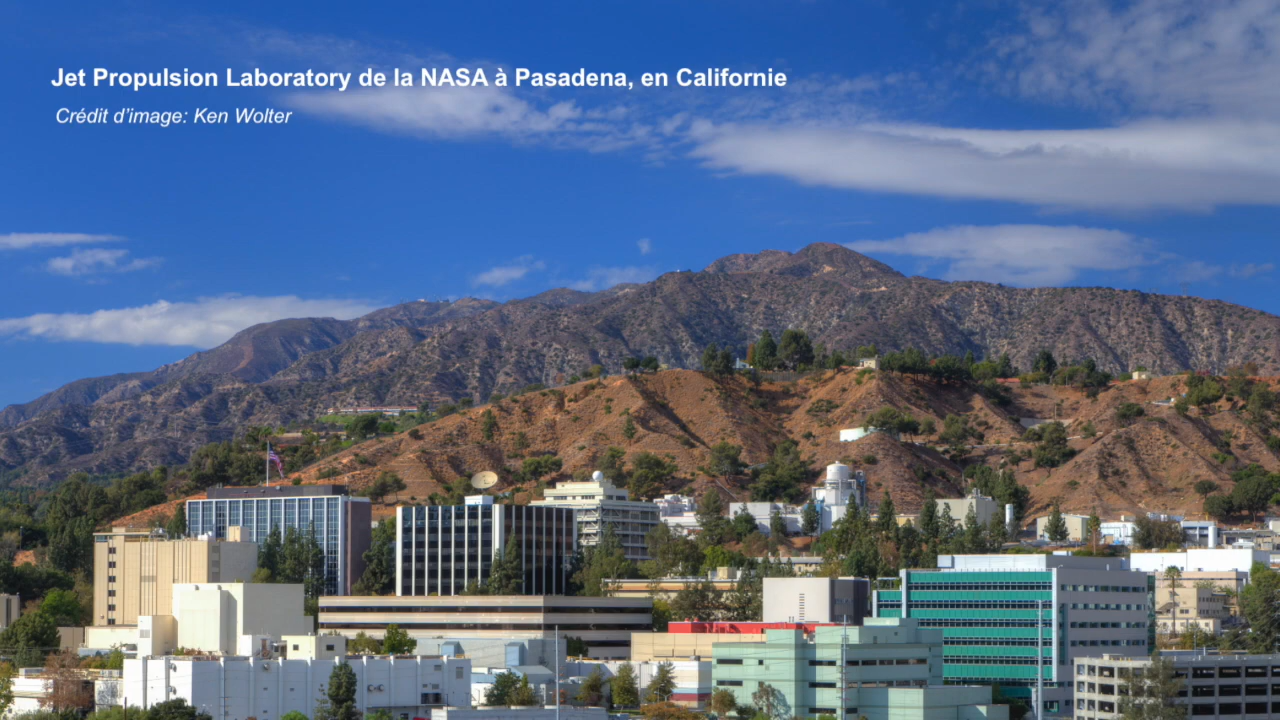 Jet Propulsion Laboratory de la NASA à Pasadena, en Californie
Crédit d’image: Ken Wolter